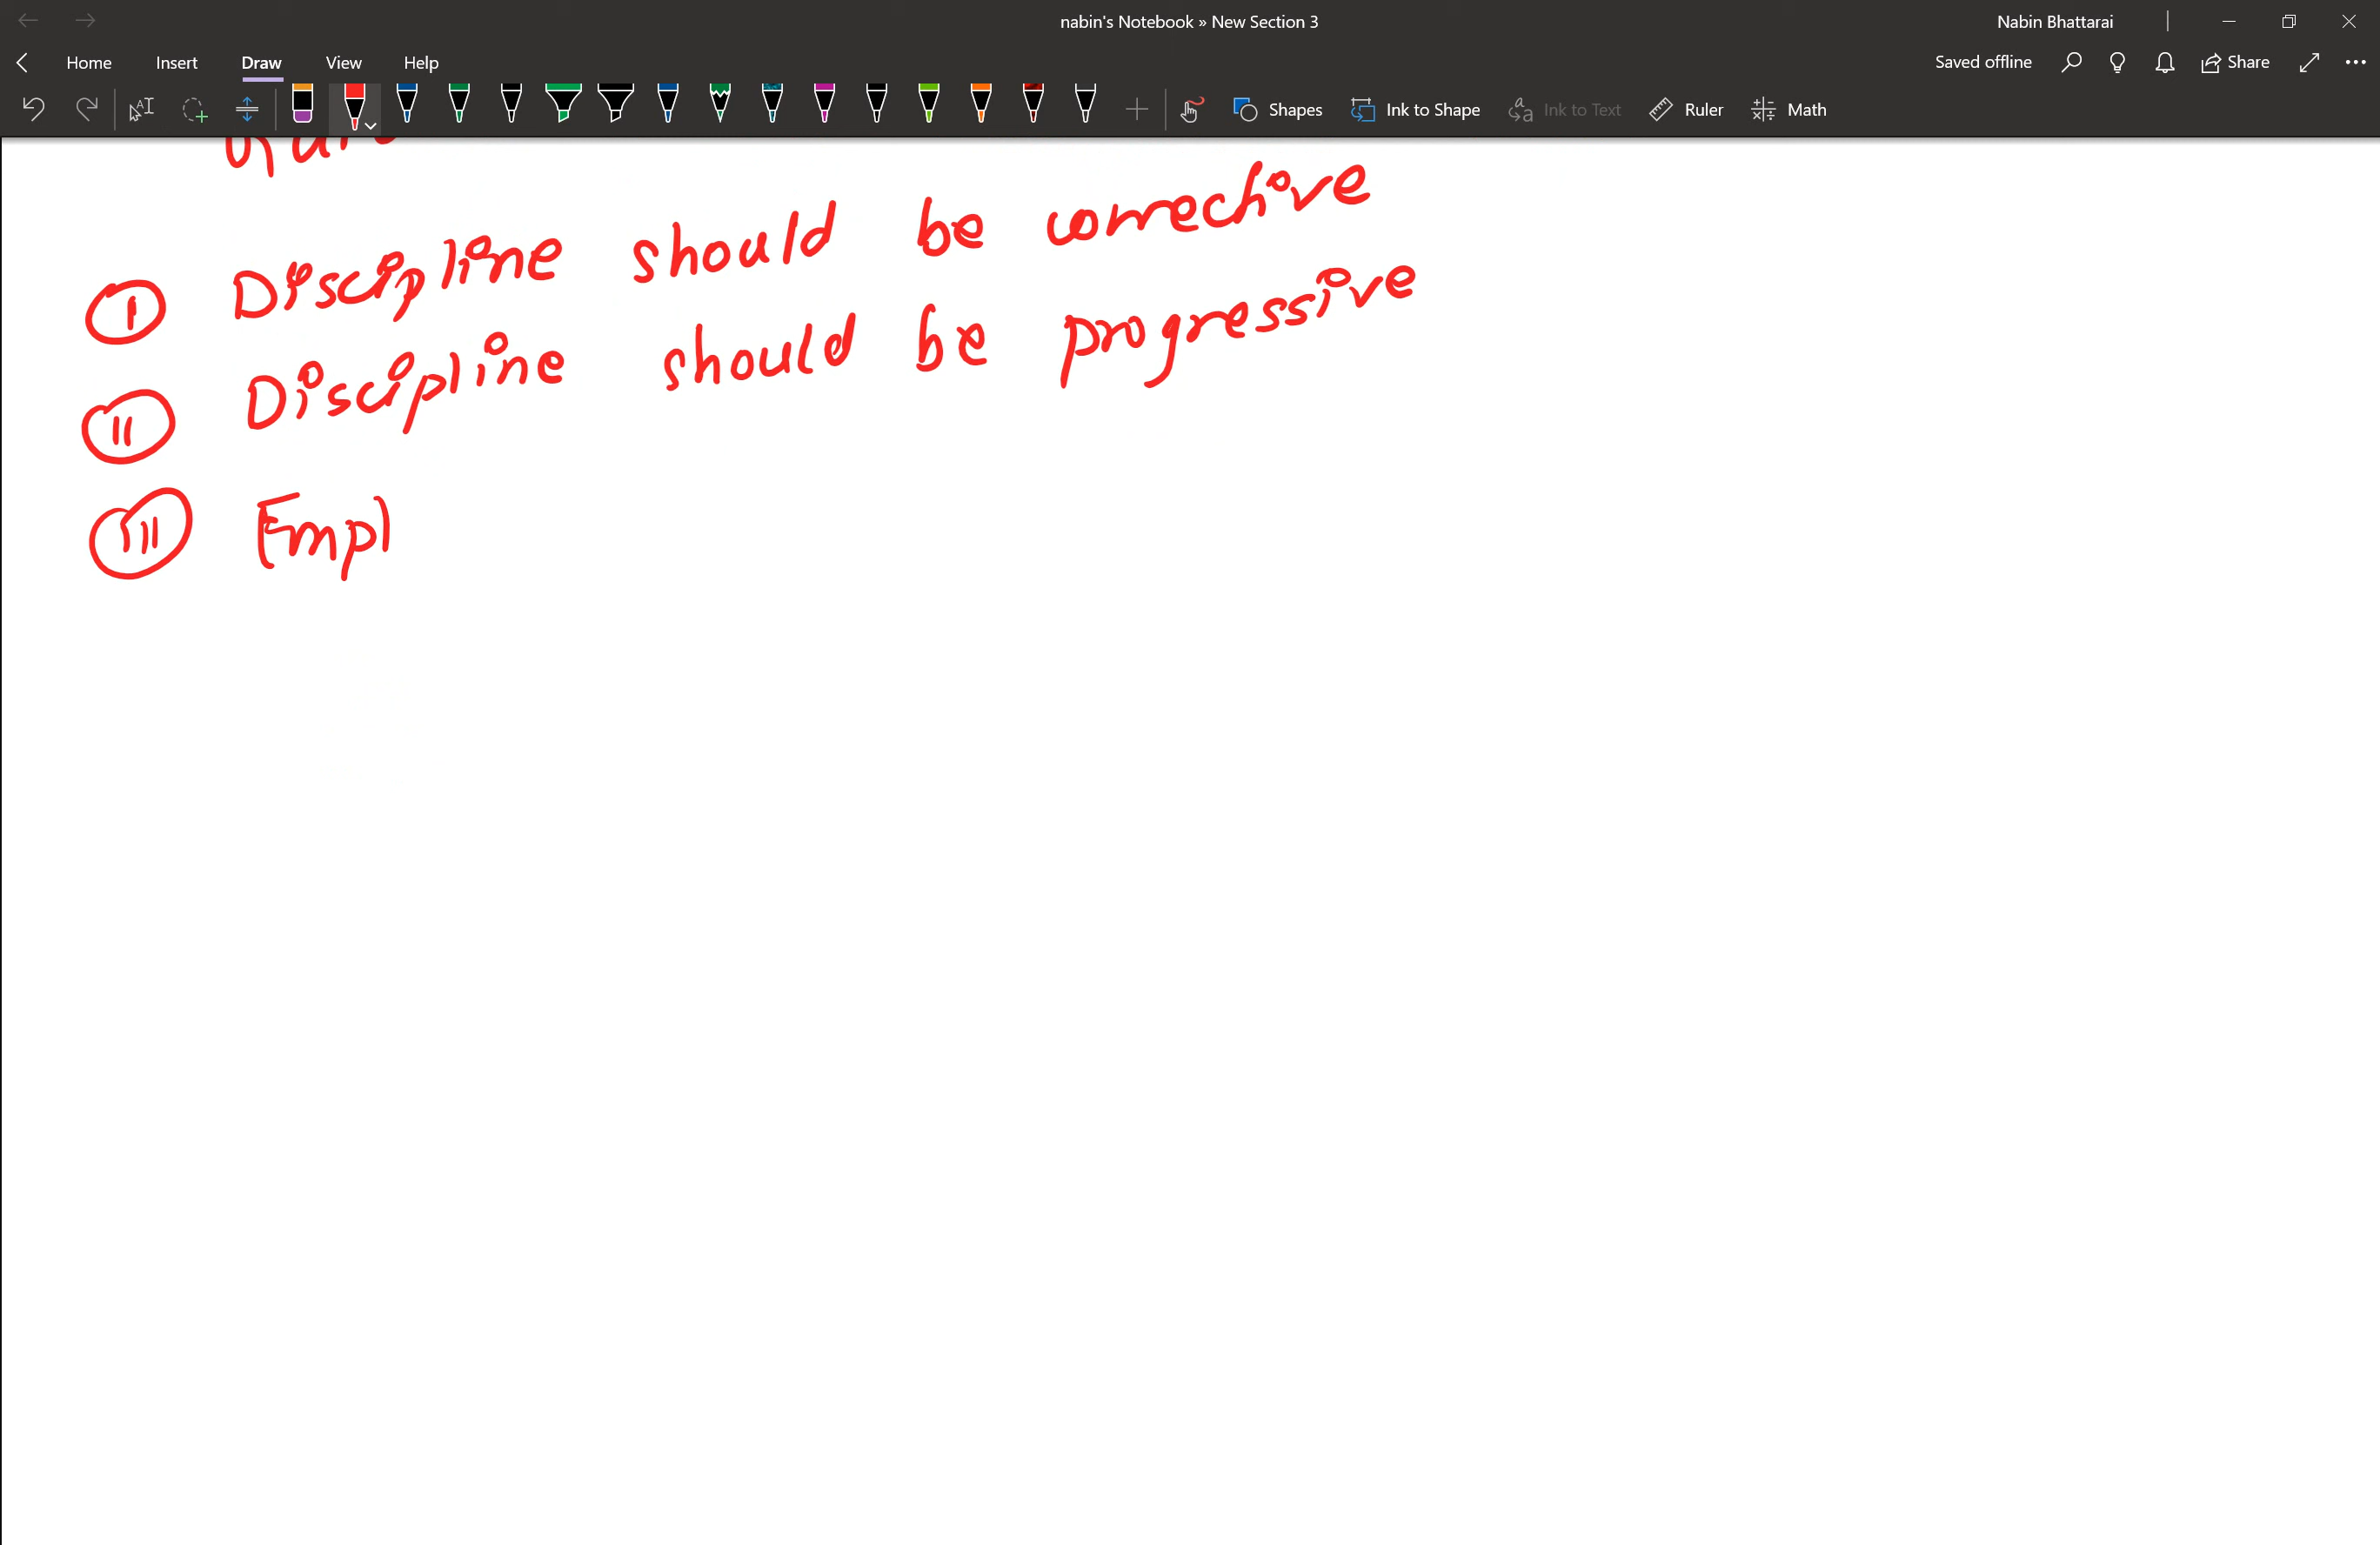 nabin's Notebook » New Section 3
Nabin Bhattarai
Home Insert Draw View Help
Saved offline
Share
Shapes Ink to Shape Ink to Text Ruler Math
I Discipline should be corrective
II Discipline should be progressive
III Empl